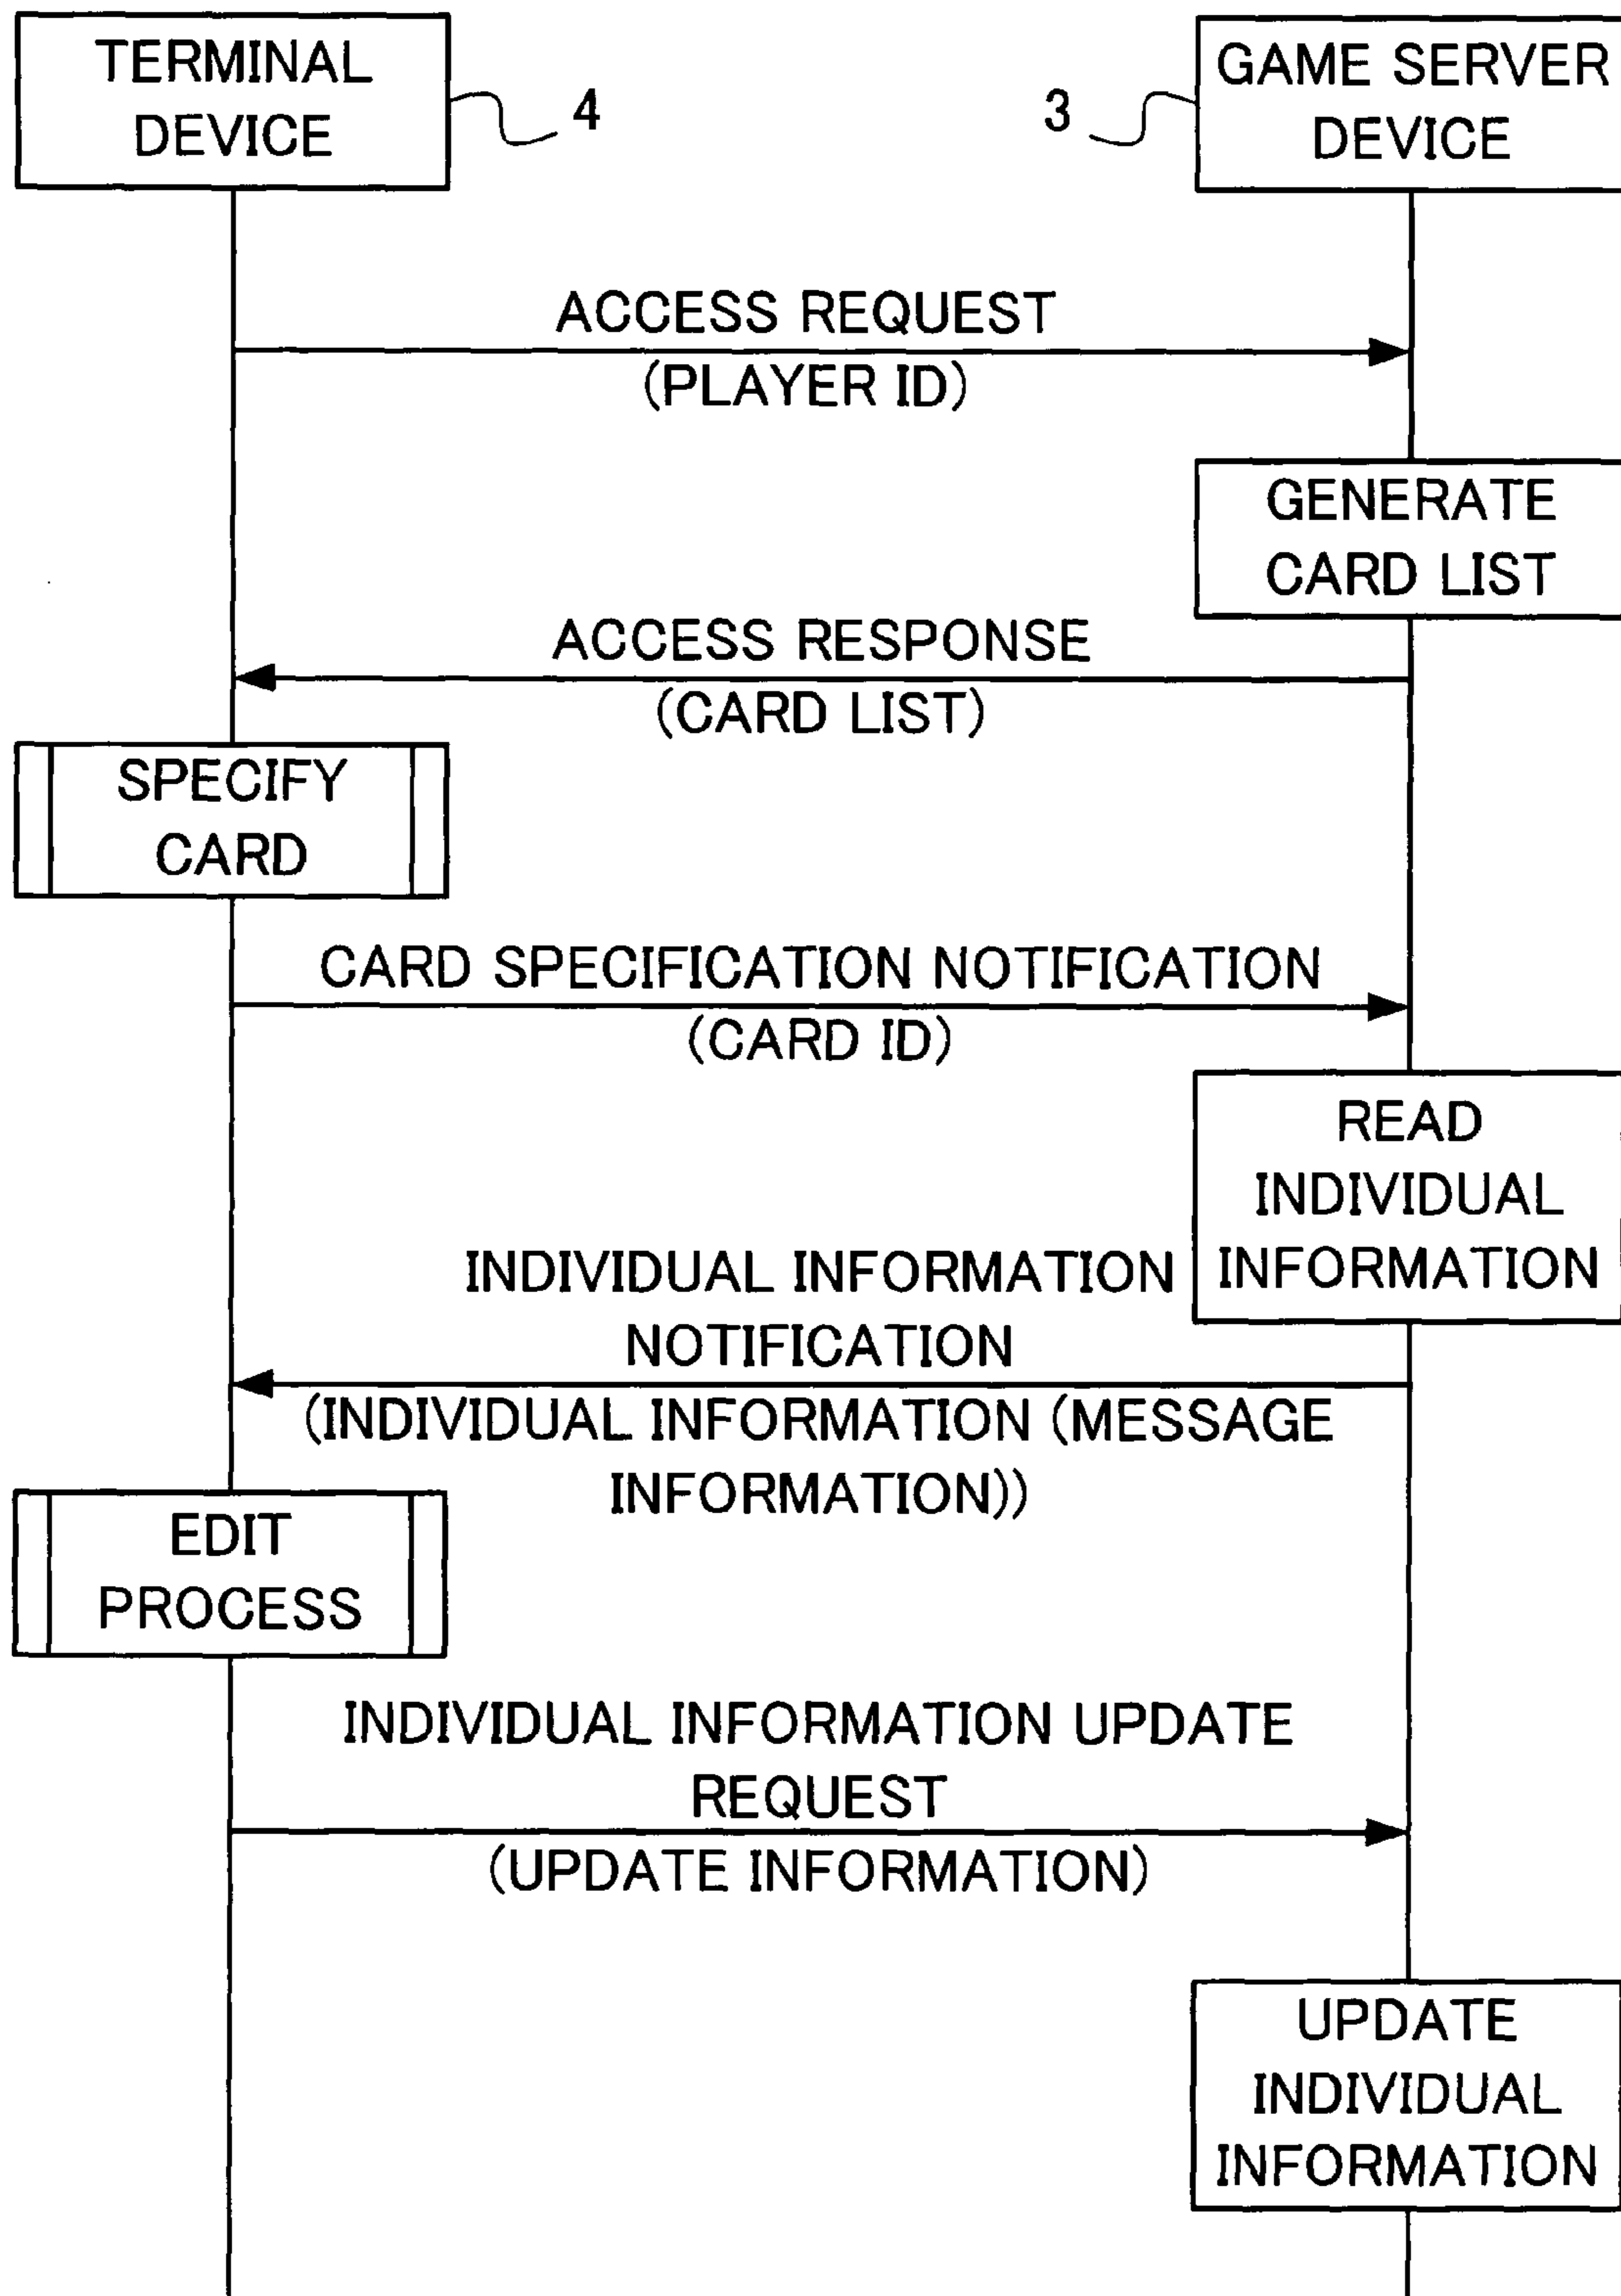 TERMINAL
DEVICE
4
3
GAME SERVER
DEVICE
ACCESS REQUEST
(PLAYER ID)
GENERATE
CARD LIST
ACCESS RESPONSE
(CARD LIST)
SPECIFY
CARD
CARD SPECIFICATION NOTIFICATION
(CARD ID)
READ
INDIVIDUAL
INFORMATION
INDIVIDUAL INFORMATION
NOTIFICATION
(INDIVIDUAL INFORMATION (MESSAGE
INFORMATION))
EDIT
PROCESS
INDIVIDUAL INFORMATION UPDATE
REQUEST
(UPDATE INFORMATION)
UPDATE
INDIVIDUAL
INFORMATION